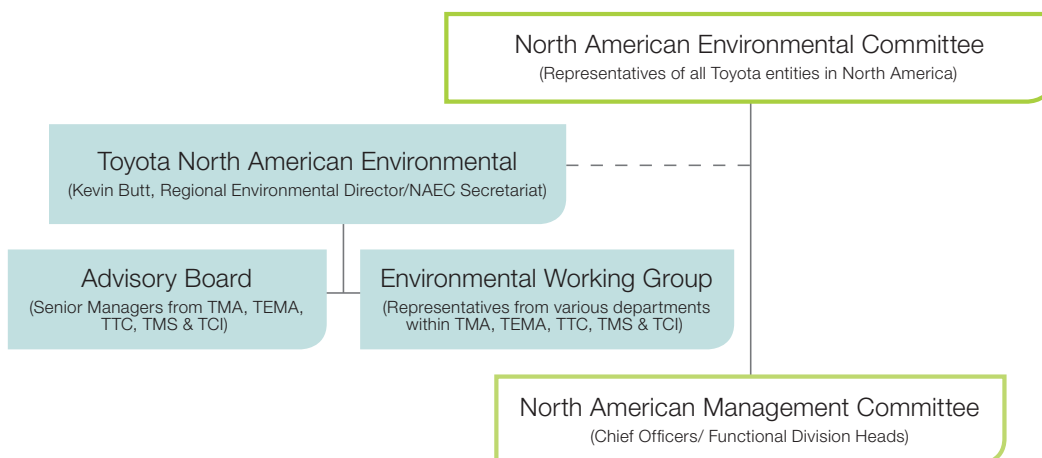 North American Environmental Committee
(Representatives of all Toyota entities in North America)
Toyota North American Environmental
(Kevin Butt, Regional Environmental Director/NAEC Secretariat)
Advisory Board
(Senior Managers from TMA, TEMA,
TTC, TMS & TCI)
Environmental Working Group
(Representatives from various departments
within TMA, TEMA, TTC, TMS & TCI)
North American Management Committee
(Chief Officers/ Functional Division Heads)